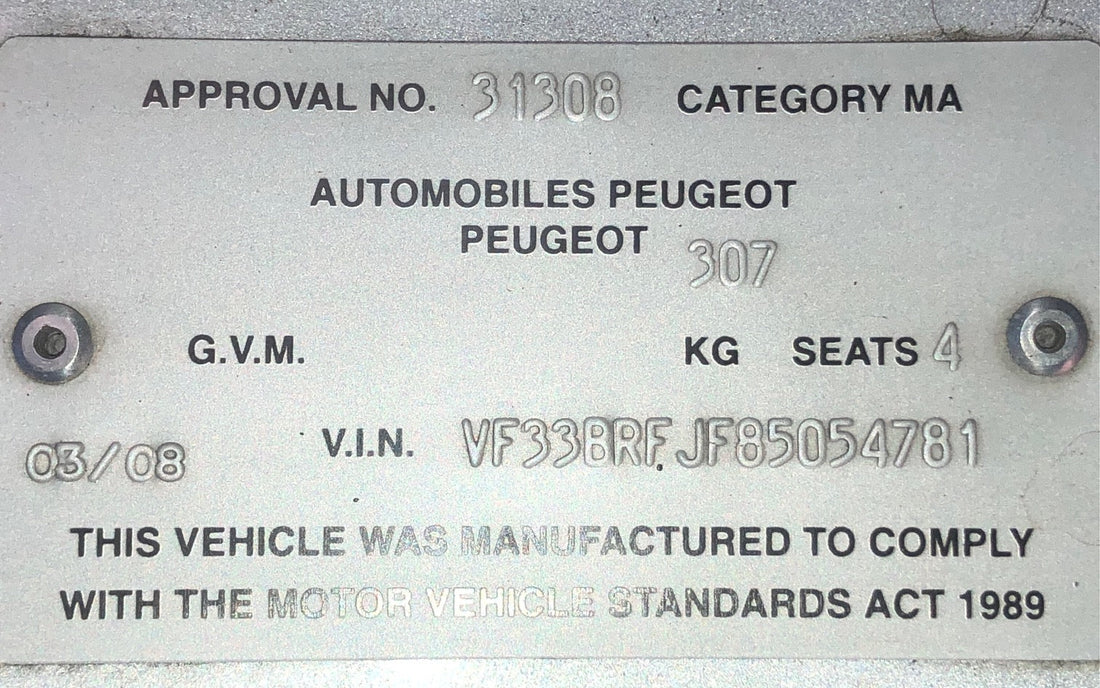 APPROVAL NO. 31308 CATEGORY MA
AUTOMOBILES PEUGEOT
PEUGEOT 307
G.V.M. KG SEATS 4
03/08 V.I.N. VF33BRFJF85054781
THIS VEHICLE WAS MANUFACTURED TO COMPLY
WITH THE MOTOR VEHICLE STANDARDS ACT 1989